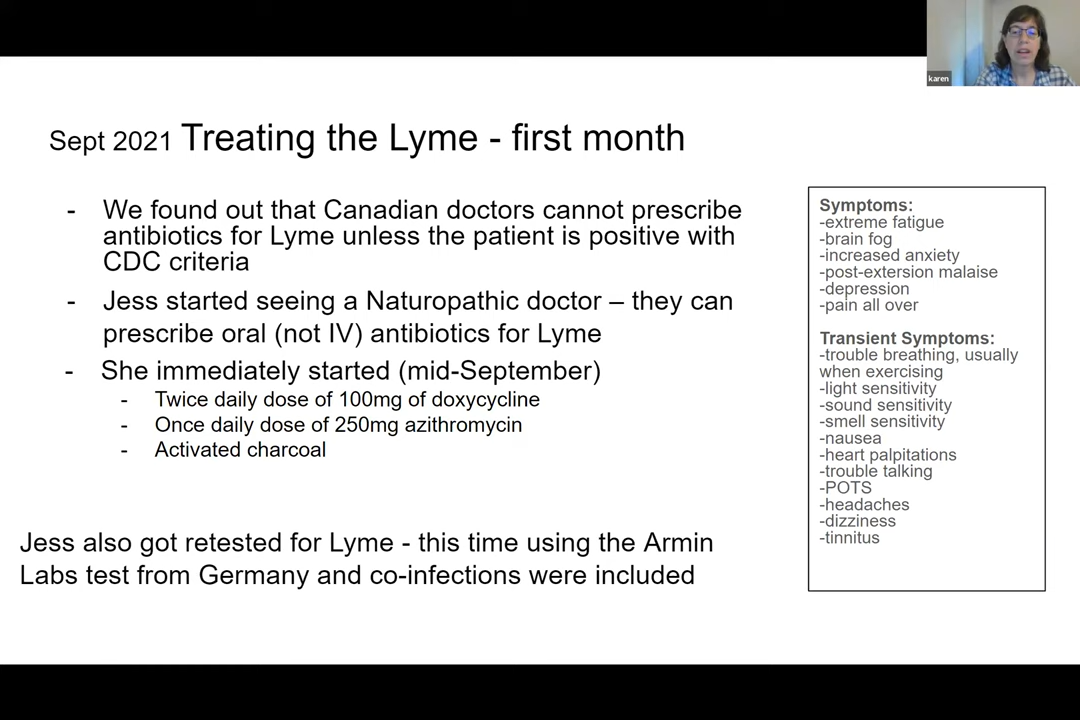 karen
Sept 2021 Treating the Lyme - first month
- We found out that Canadian doctors cannot prescribe
antibiotics for Lyme unless the patient is positive with
CDC criteria
- Jess started seeing a Naturopathic doctor – they can
prescribe oral (not IV) antibiotics for Lyme
- She immediately started (mid-September)
- Twice daily dose of 100mg of doxycycline
- Once daily dose of 250mg azithromycin
- Activated charcoal
Jess also got retested for Lyme - this time using the Armin
Labs test from Germany and co-infections were included
Symptoms:
-extreme fatigue
-brain fog
-increased anxiety
-post-extersion malaise
-depression
-pain all over
Transient Symptoms:
-trouble breathing, usually
when exercising
-light sensitivity
-sound sensitivity
-smell sensitivity
-nausea
-heart palpitations
-trouble talking
-POTS
-headaches
-dizziness
-tinnitus